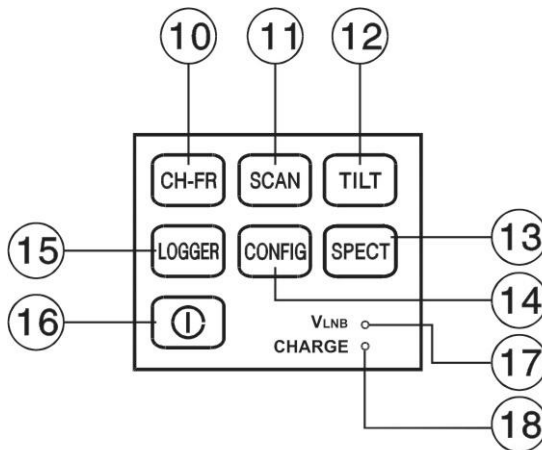 10 11 12
CH-FR SCAN TILT
LOGGER CONFIG SPECT
13
15
14
16
VLNB
CHARGE
17
18